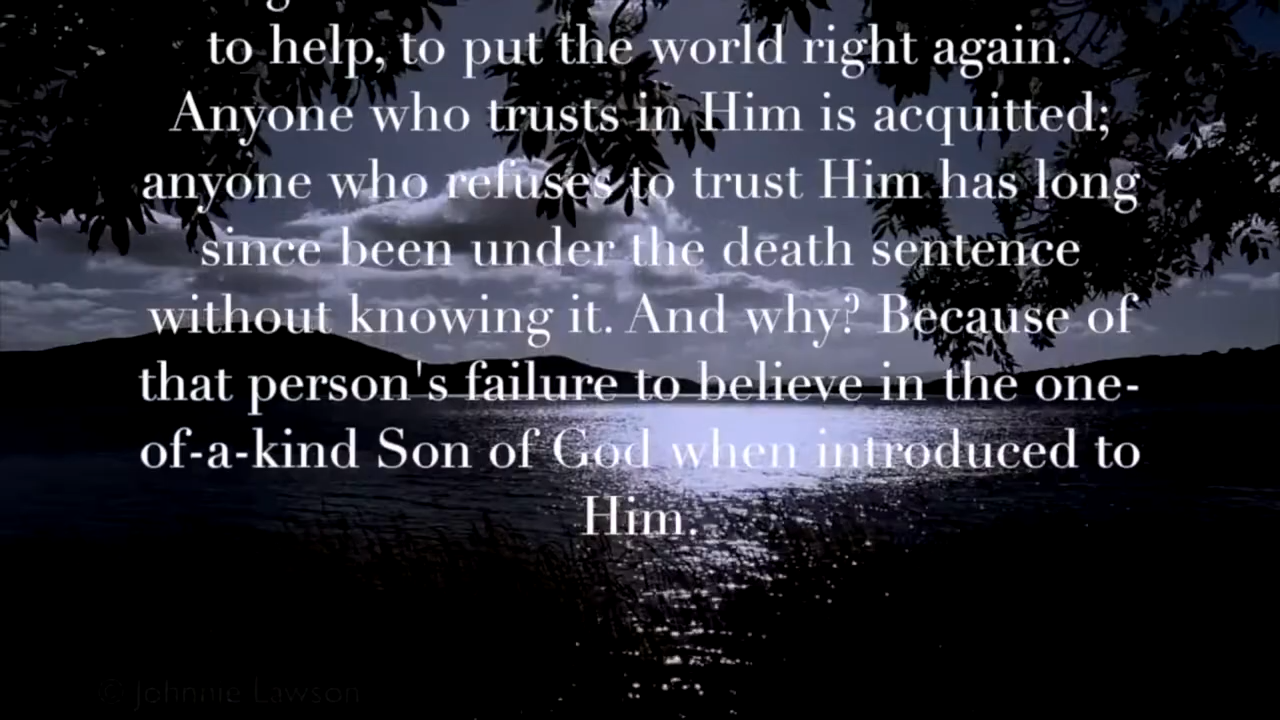 to help, to put the world right again.
Anyone who trusts in Him is acquitted;
anyone who refuses to trust Him has long
since been under the death sentence
without knowing it. And why? Because of
that person's failure to believe in the one-
of-a-kind Son of God when introduced to
Him.
© Johnnie Lawson